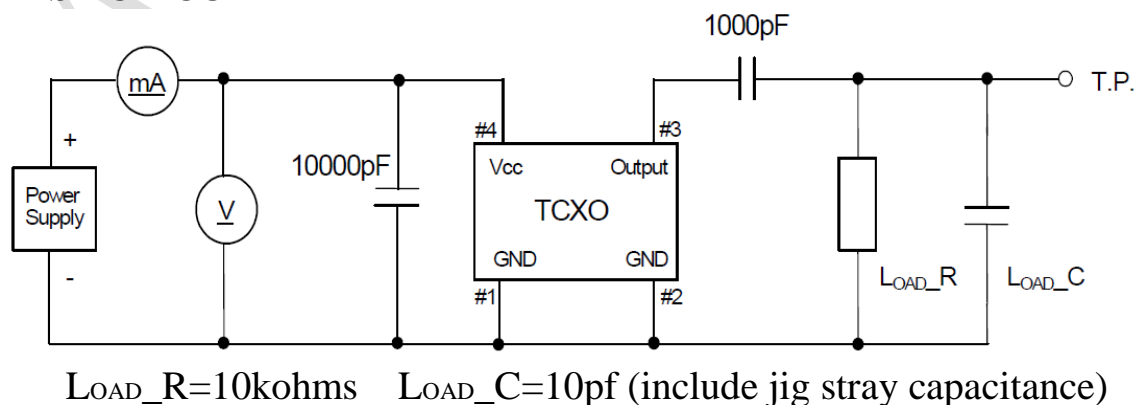 1000pF
mA
T.P.
#4
#3
+
10000pF
Vcc
Output
Power
Supply
V
TCXO
GND
GND
-
LOAD_R
LOAD_C
#1
#2
LOAD_R=10kohms LOAD_C=10pf (include jig stray capacitance)